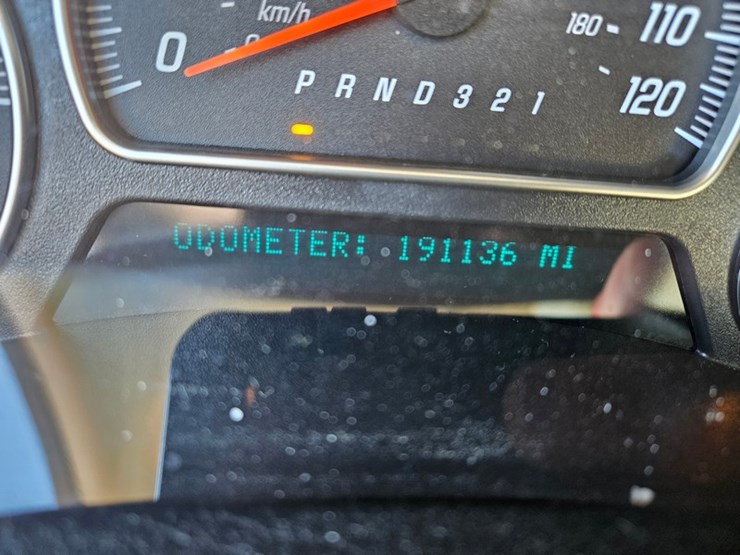 km/h
0
180 110
120
P R N D 3 2 1
ODOMETER: 191136 MI